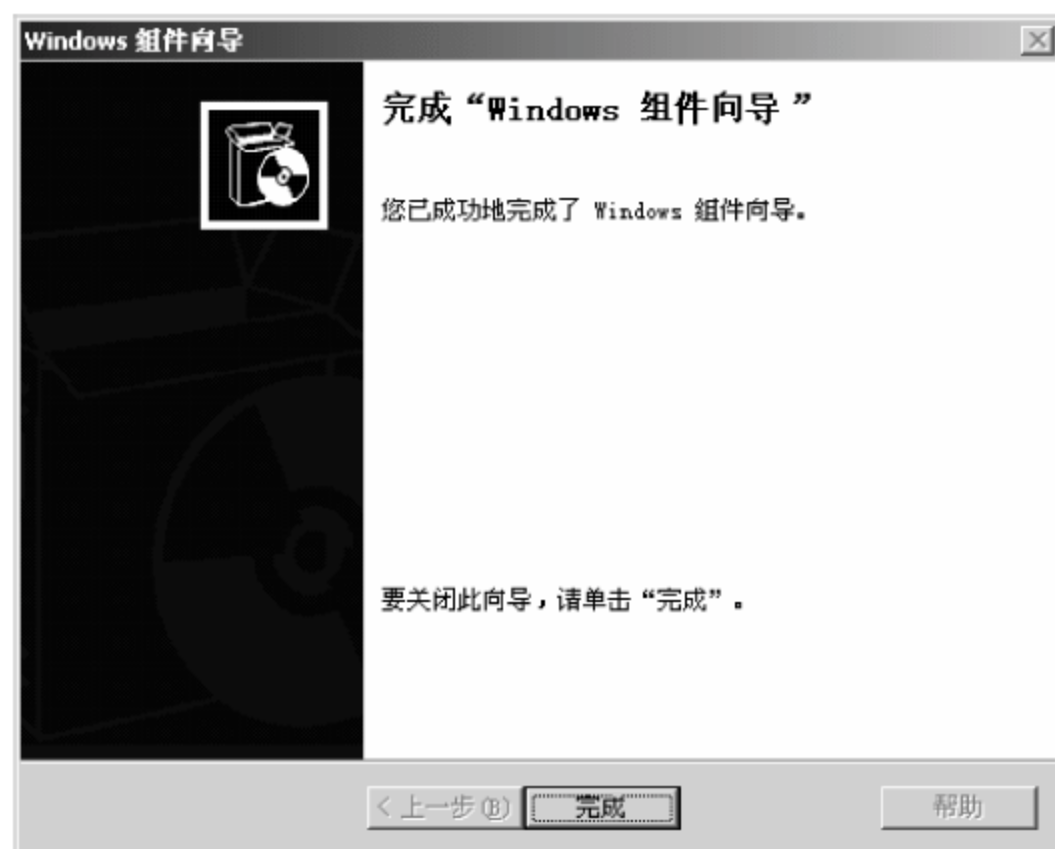 Windows 组件向导
完成“Windows 组件向导”
您已成功地完成了 Windows 组件向导。
要关闭此向导，请单击“完成”。
< 上一步(B) 完成 帮助